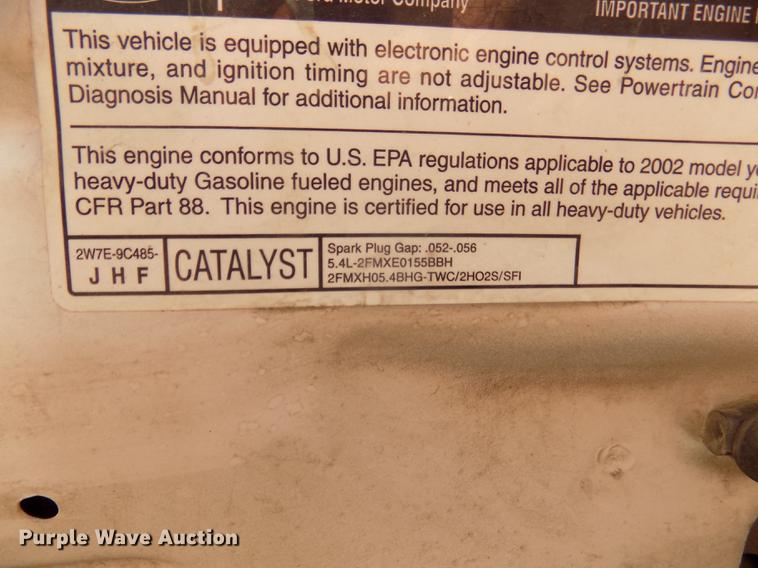 Motor Company
IMPORTANT ENGINE
This vehicle is equipped with electronic engine control systems. Engine
mixture, and ignition timing are not adjustable. See Powertrain
Diagnosis Manual for additional information.
This engine conforms to U.S. EPA regulations applicable to 2002 model
heavy-duty Gasoline fueled engines, and meets all of the applicable
CFR Part 88. This engine is certified for use in all heavy-duty vehicles.
2W7E-9C485-
J H F
CATALYST
Spark Plug Gap: .052-.056
5.4L-2FMXE0155BBH
2FMXH05.4BHG-TWC/2HO2S/SFI
Purple Wave Auction